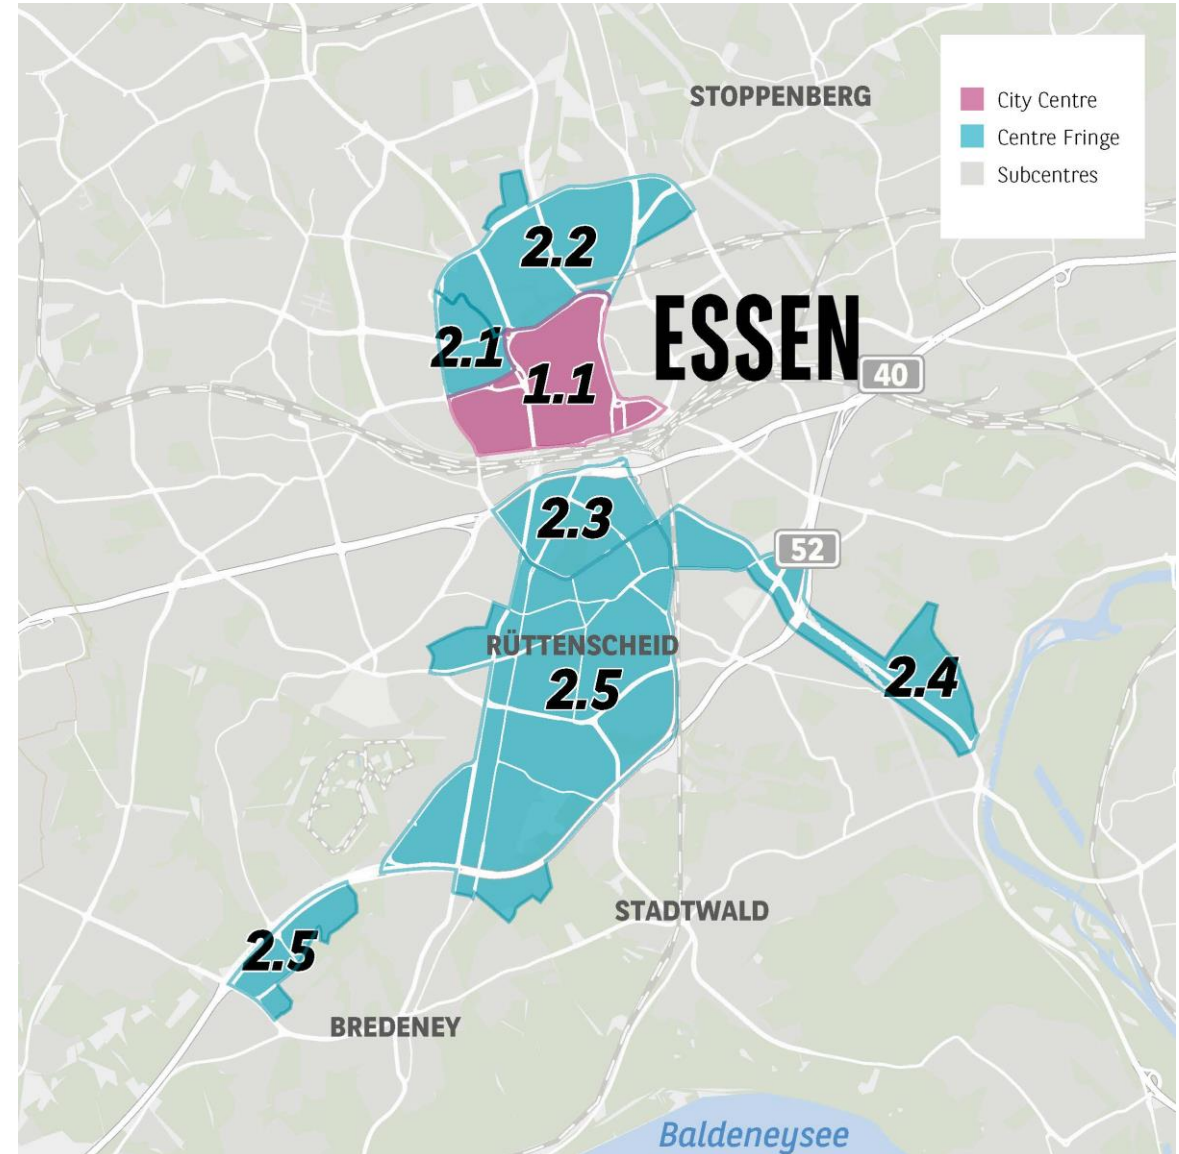 STOPPENBERG
City Centre
Centre Fringe
Subcentres
2.2
ESSEN
2.1
1.1
40
2.3
52
RÜTTENSCHEID
2.5
2.4
STADTWALD
2.5
BREDENEY
Baldeneysee